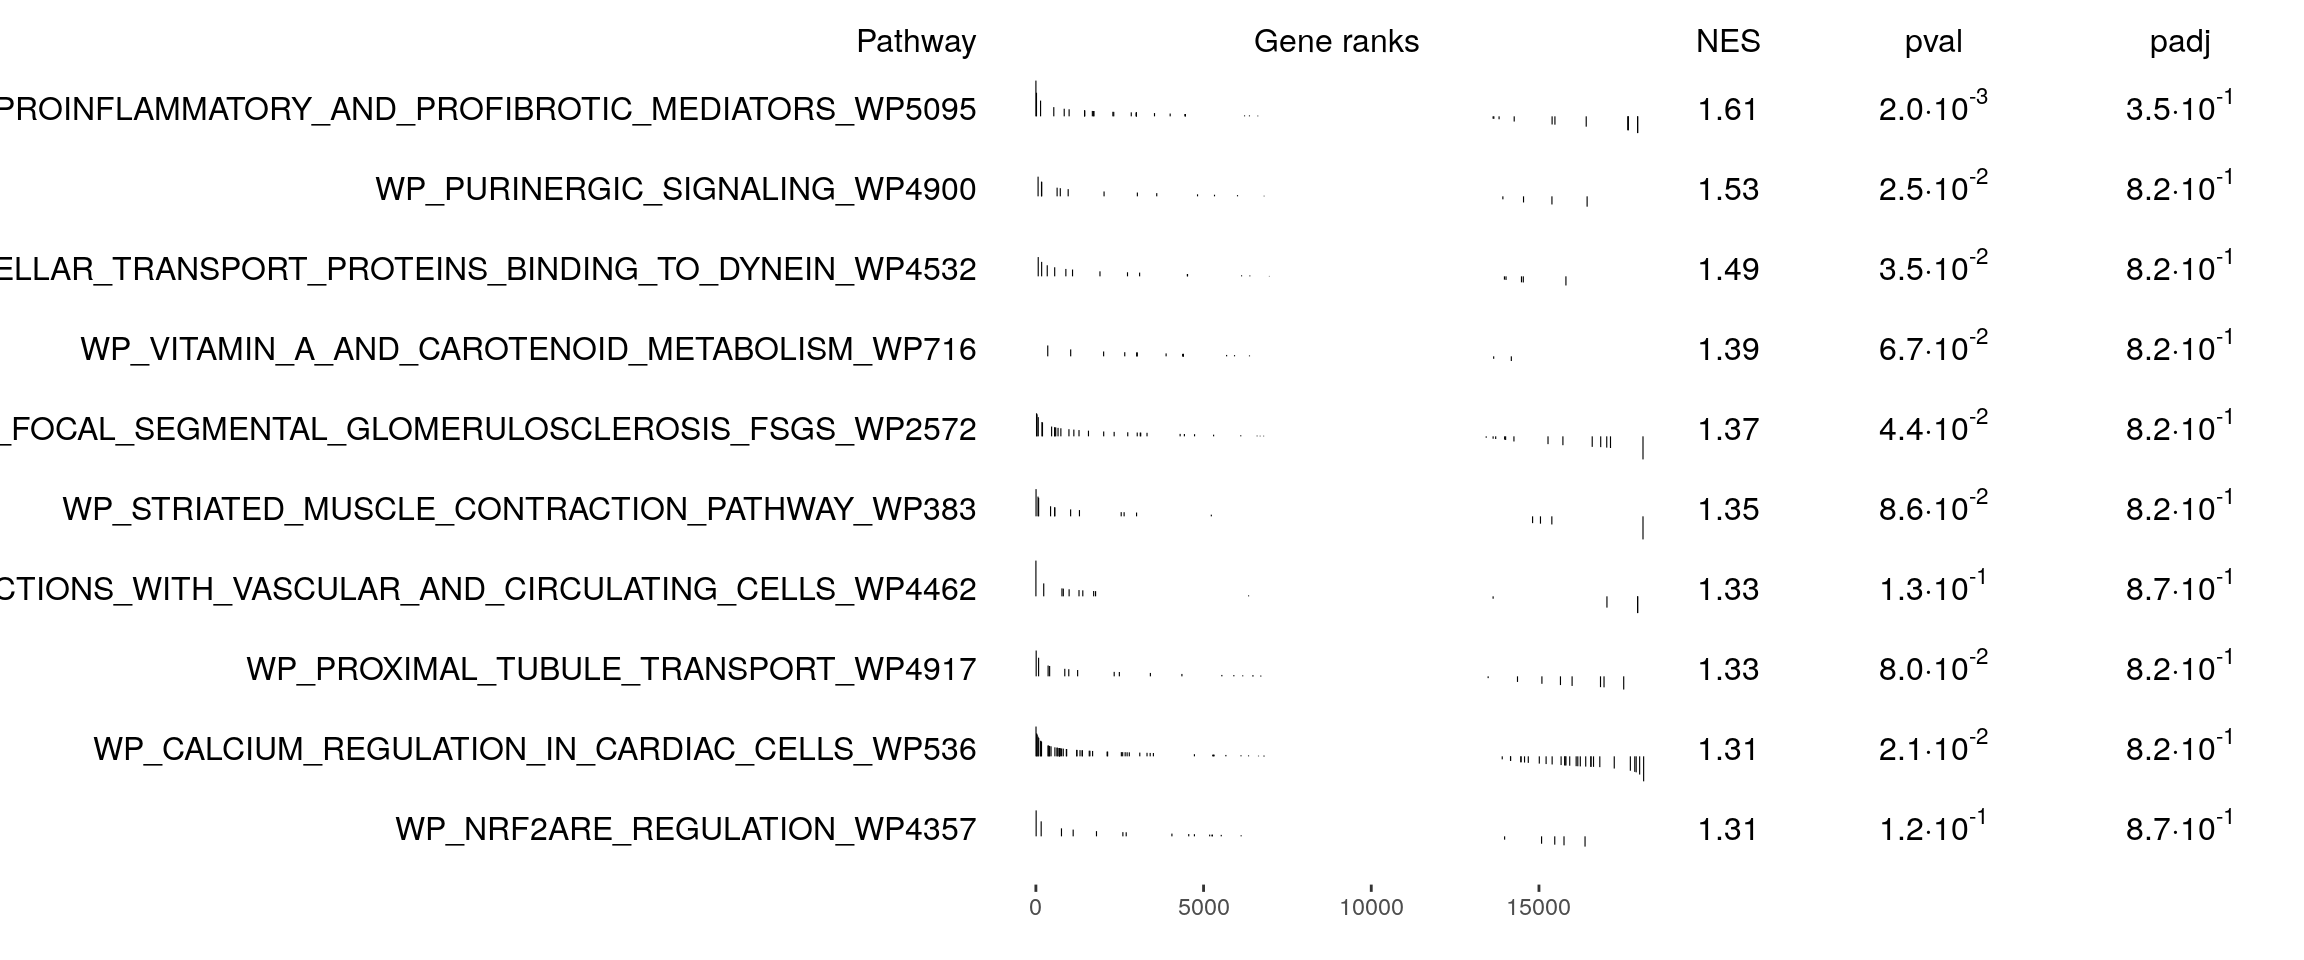 Pathway Gene ranks NES pval padj
PROINFLAMMATORY_AND_PROFIBROTIC_MEDIATORS_WP5095 1.61 2.0·10⁻³ 3.5·10⁻¹
WP_PURINERGIC_SIGNALING_WP4900 1.53 2.5·10⁻² 8.2·10⁻¹
ELLAR_TRANSPORT_PROTEINS_BINDING_TO_DYNEIN_WP4532 1.49 3.5·10⁻² 8.2·10⁻¹
WP_VITAMIN_A_AND_CAROTENOID_METABOLISM_WP716 1.39 6.7·10⁻² 8.2·10⁻¹
_FOCAL_SEGMENTAL_GLOMERULOSCLEROSIS_FSGS_WP2572 1.37 4.4·10⁻² 8.2·10⁻¹
WP_STRIATED_MUSCLE_CONTRACTION_PATHWAY_WP383 1.35 8.6·10⁻² 8.2·10⁻¹
CTIONS_WITH_VASCULAR_AND_CIRCULATING_CELLS_WP4462 1.33 1.3·10⁻¹ 8.7·10⁻¹
WP_PROXIMAL_TUBULE_TRANSPORT_WP4917 1.33 8.0·10⁻² 8.2·10⁻¹
WP_CALCIUM_REGULATION_IN_CARDIAC_CELLS_WP536 1.31 2.1·10⁻² 8.2·10⁻¹
WP_NRF2ARE_REGULATION_WP4357 1.31 1.2·10⁻¹ 8.7·10⁻¹
0 5000 10000 15000